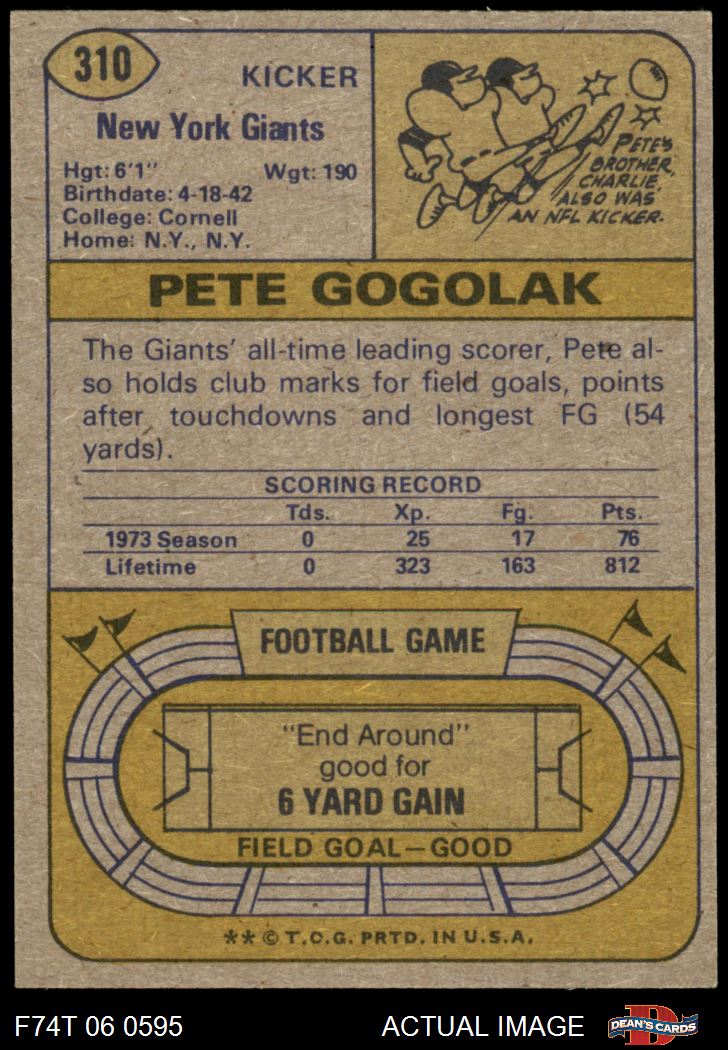 310
KICKER
New York Giants
Hgt: 6'1" Wgt: 190
Birthdate: 4-18-42
College: Cornell
Home: N.Y., N.Y.
PETE'S
BROTHER,
CHARLIE,
ALSO WAS
AN NFL KICKER.
PETE GOGOLAK
The Giants' all-time leading scorer, Pete al-
so holds club marks for field goals, points
after touchdowns and longest FG (54
yards).
SCORING RECORD
Tds. Xp. Fg. Pts.
1973 Season 0 25 17 76
Lifetime 0 323 163 812
FOOTBALL GAME
"End Around"
good for
6 YARD GAIN
FIELD GOAL—GOOD
** © T.C.G. PRTD. IN U.S.A.
F74T 06 0595 ACTUAL IMAGE
D
DEAN'S CARDS